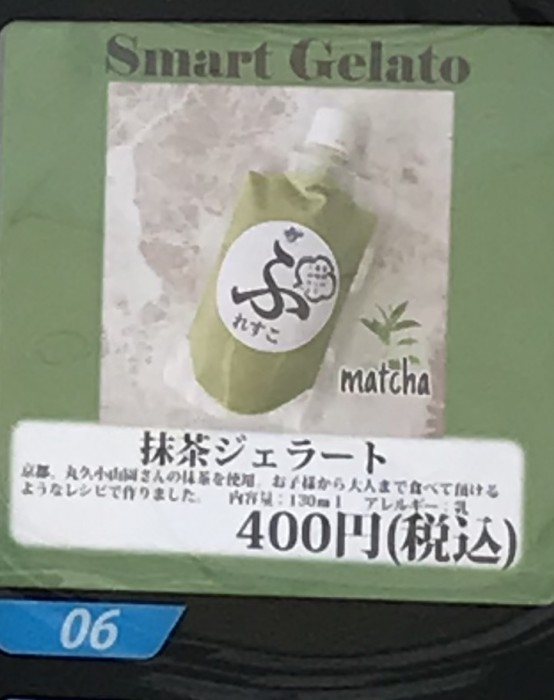 Smart Gelato
ぷ
れすこ
matcha
抹茶ジェラート
京都、丸久小山園さんの抹茶を使用。お子様から大人まで食べて頂ける
ようなレシピで作りました。 内容量:130ml アレルギー:乳
400円(税込)
06